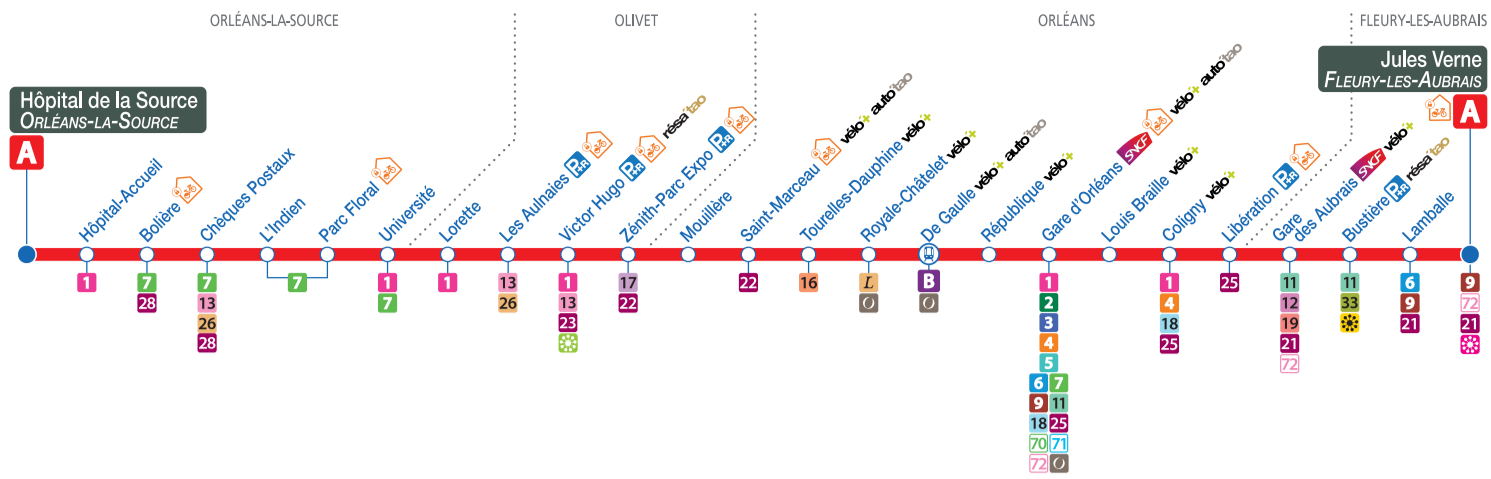 ORLÉANS-LA-SOURCE
OLIVET
ORLÉANS
FLEURY-LES-AUBRAIS
Hôpital de la Source
ORLÉANS-LA-SOURCE
A
Jules Verne
FLEURY-LES-AUBRAIS
A
Hôpital-Accueil
Bolière
Chèques Postaux
L'Indien
Parc Floral
Université
Lorette
Les Aulnaies P+R
Victor Hugo P+R résa'tao
Zénith-Parc Expo P+R
Mouillère
Saint-Marceau vélo+ auto'tao
Tourelles-Dauphine vélo+
Royale-Châtelet vélo+
De Gaulle vélo+ auto'tao
République vélo+
Gare d'Orléans SNCF vélo+ auto'tao
Louis Braille vélo+
Coligny vélo+
Libération P+R
Gare
des Aubrais SNCF vélo+
Bustière P+R résa'tao
Lamballe
1
7
28
7
13
26
28
7
1
7
1
13
26
1
13
23
17
22
22
16
L
O
B
O
1
2
3
4
5
6 7
9 11
18 25
70 71
72 O
1
4
18
25
25
11
12
19
21
72
11
33
6
9
21
9
72
21